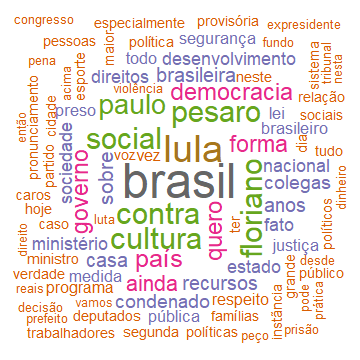 congresso
especialmente
provisória
expresidente
pessoas
maior
política
segurança
fundo
sistema
tribunal
nesta
pena
acima
esporte
todo
desenvolvimento
direitos
brasileira
neste
violência
democracia
relação
então
pronunciamento
cidade
preso
paulo
pesaro
lei
sociais
partido
sociedade
social
lula
forma
brasileiro
dia
voz
vez
tudo
governo
sobre
brasil
nacional
dinheiro
caros
colegas
hoje
luta
contra
quero
floriano
anos
políticos
caso
ter
fato
direito
ministério
cultura
justiça
ministro
casa
país
estado
desde
verdade
medida
ainda
recursos
grande
público
reais
programa
condenado
respeito
instância
pode
prática
decisão
vamos
prefeito
deputados
pública
famílias
trabalhadores
segunda
políticas
peço
prisão